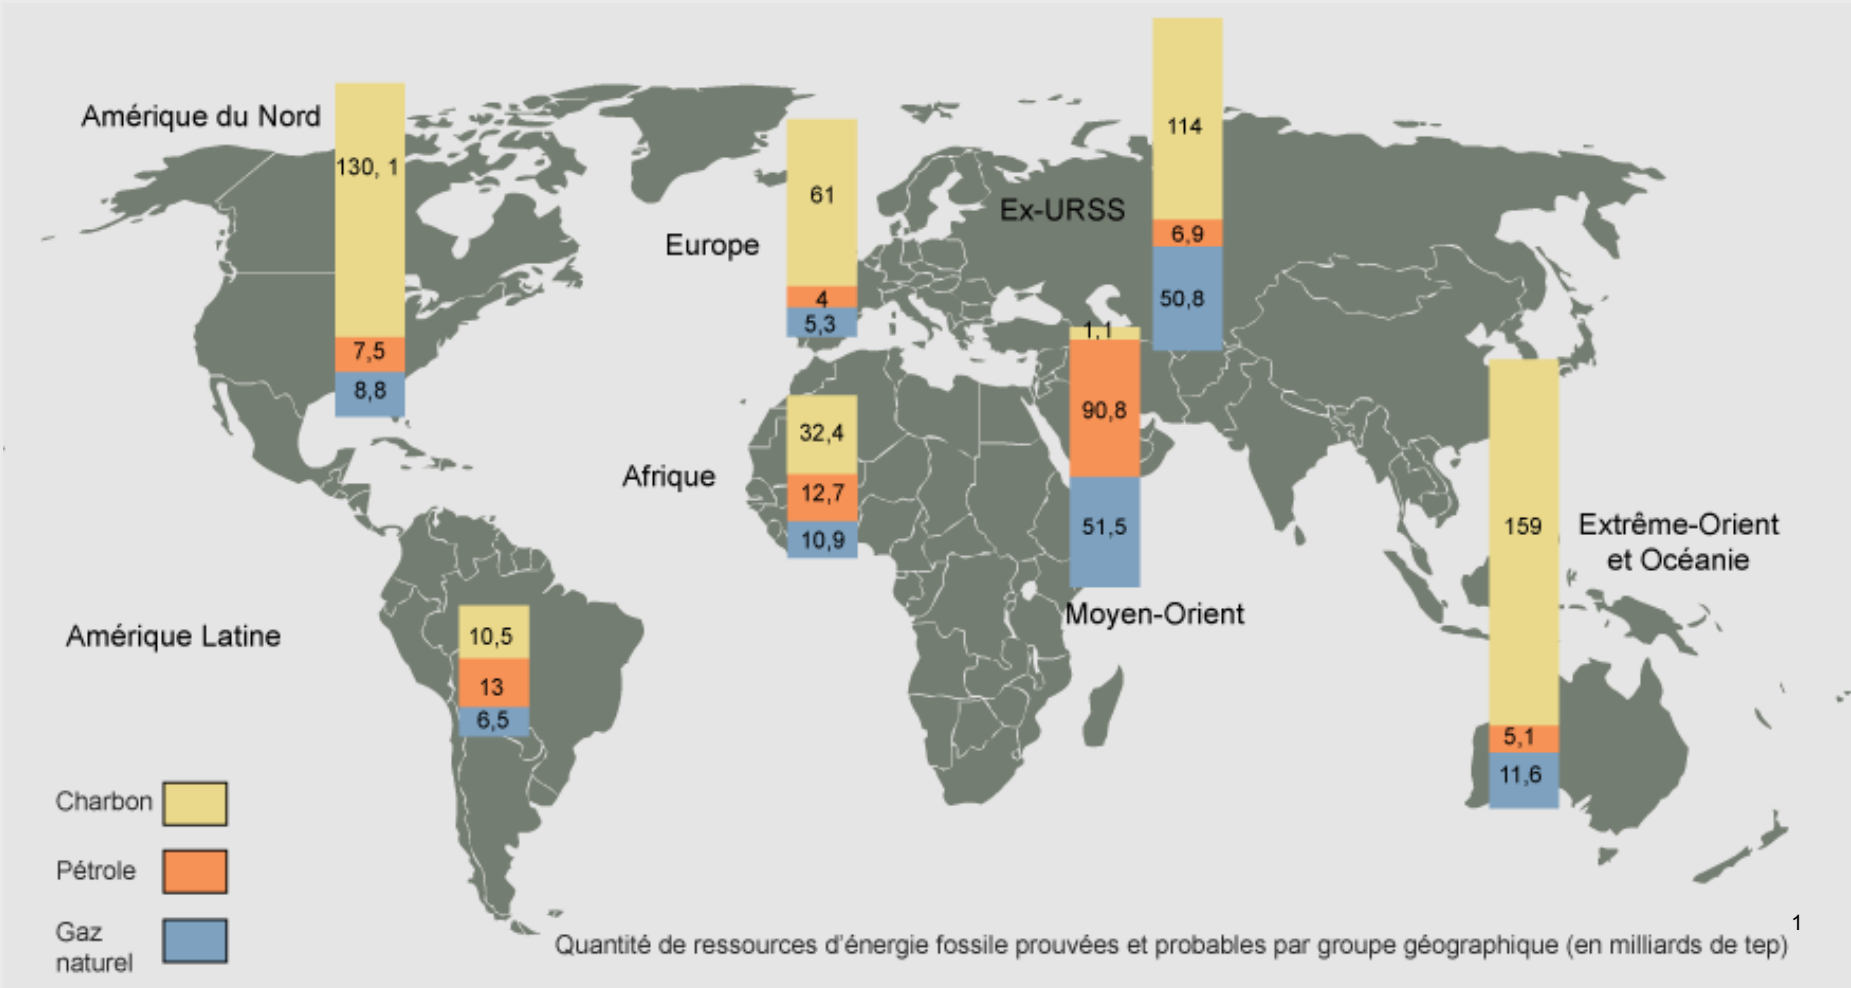 Amérique du Nord
130, 1
7,5
8,8
Europe
61
4
5,3
Ex-URSS
114
6,9
50,8
Afrique
32,4
12,7
10,9
1,1
90,8
51,5
Moyen-Orient
159
5,1
11,6
Extrême-Orient
et Océanie
Amérique Latine
10,5
13
6,5
Charbon
Pétrole
Gaz
naturel
Quantité de ressources d'énergie fossile prouvées et probables par groupe géographique (en milliards de tep) 1